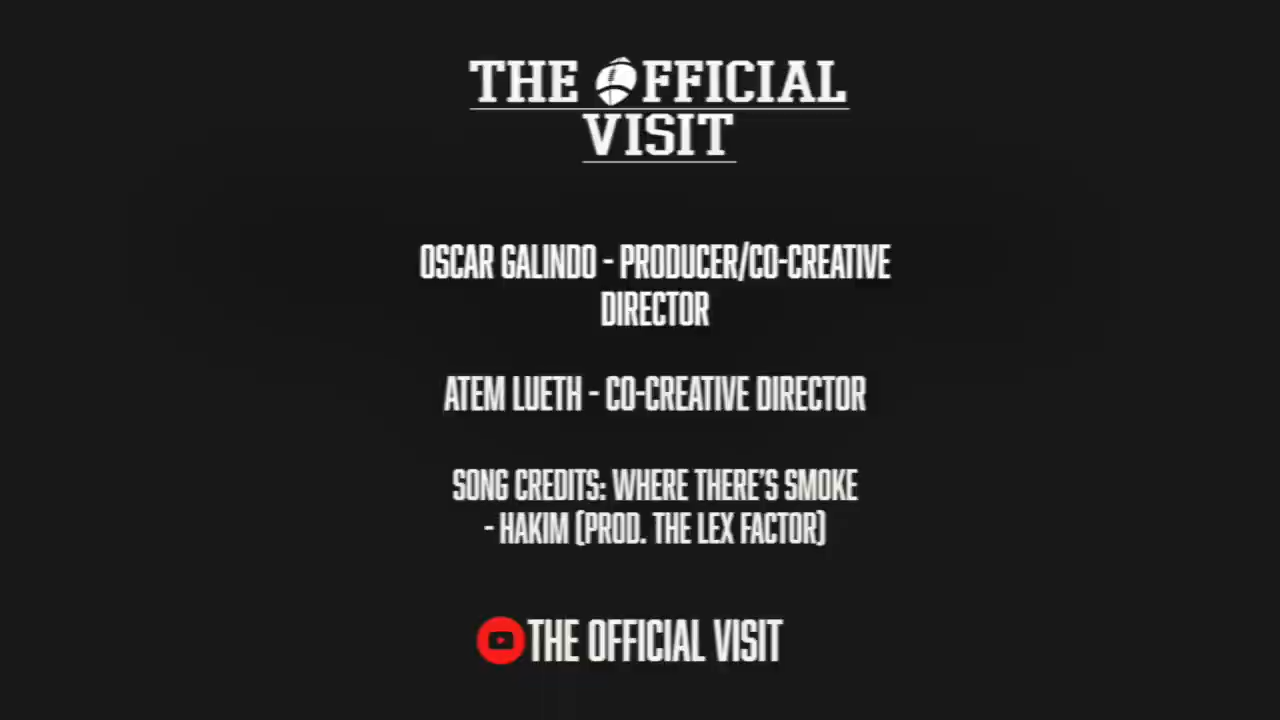 THE OFFICIAL
VISIT
OSCAR GALINDO - PRODUCER/CO-CREATIVE
DIRECTOR
ATEM LUETH - CO-CREATIVE DIRECTOR
SONG CREDITS: WHERE THERE'S SMOKE
- HAKIM (PROD. THE LEX FACTOR)
THE OFFICIAL VISIT